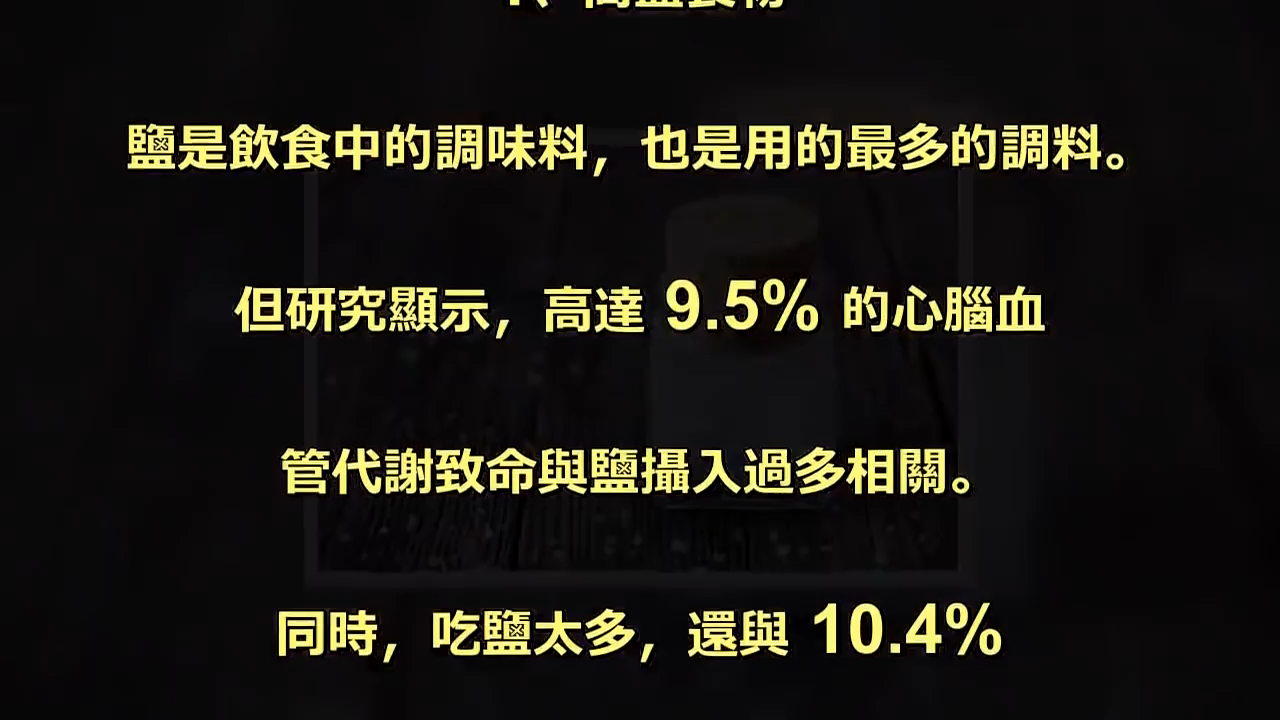 鹽是飲食中的調味料，也是用的最多的調料。
但研究顯示，高達 9.5% 的心腦血
管代謝致命與鹽攝入過多相關。
同時，吃鹽太多，還與 10.4%